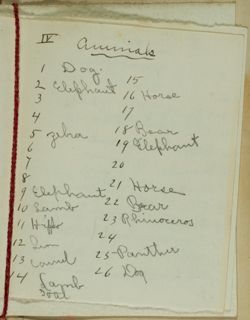 IV
Animals
1 Dog.
2 Elephant
3
4
5 zebra
6
7
8
9 Elephant
10 Lamb
11 Hippo
12 Lion
13 Camel
14 Lamb
Goat
15
16 Horse
17
18 Bear
19 Elephant
20
21 Horse
22 Bear
23 Rhinoceros
24
25 Panther
26 Dog